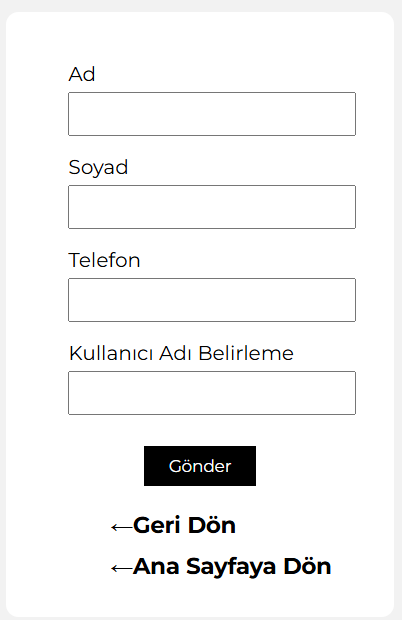 Ad
Soyad
Telefon
Kullanıcı Adı Belirleme
Gönder
←Geri Dön
←Ana Sayfaya Dön